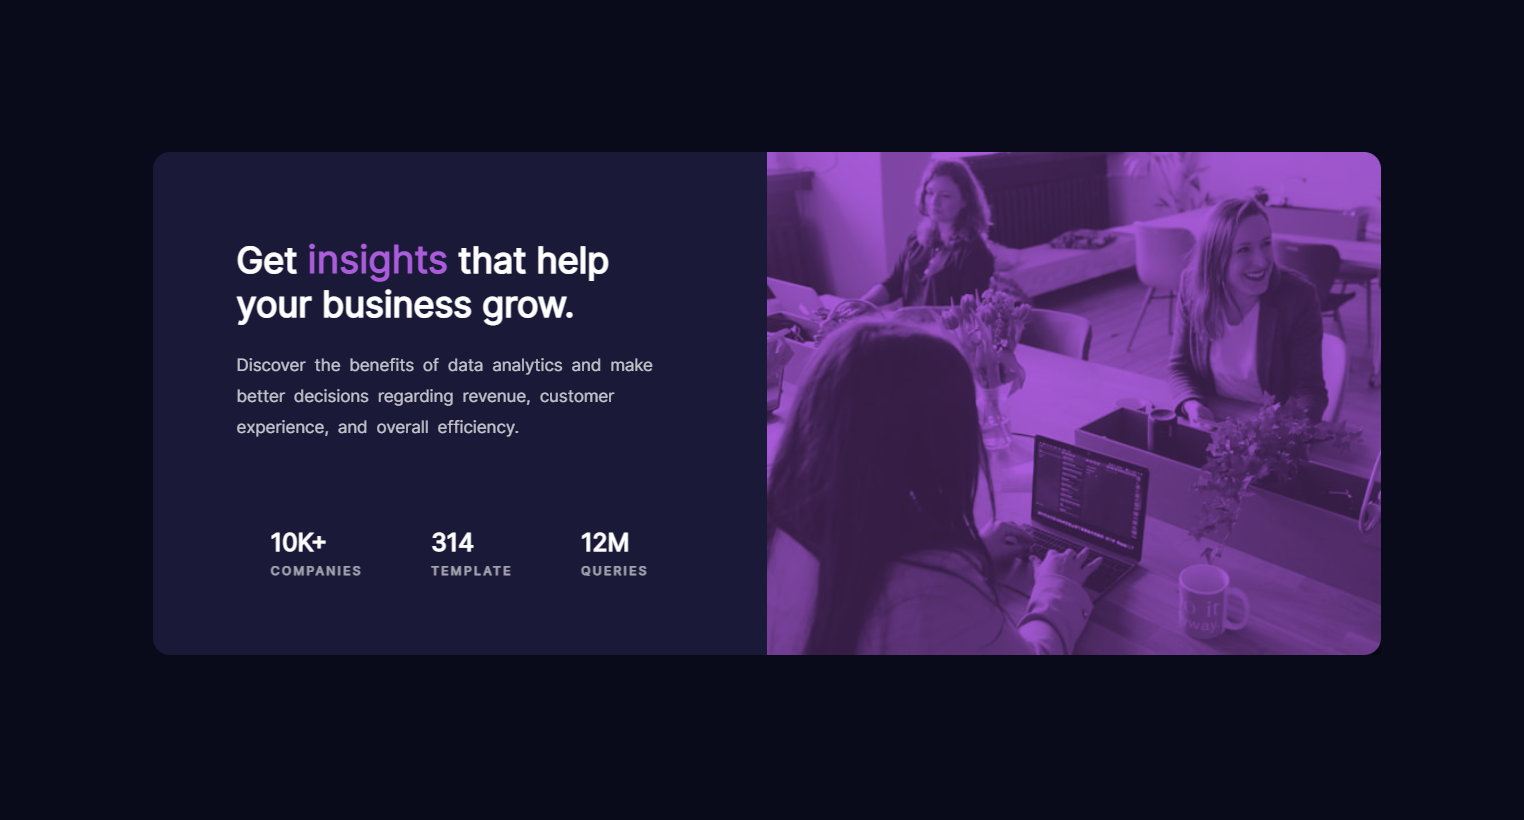 Get insights that help
your business grow.
Discover the benefits of data analytics and make
better decisions regarding revenue, customer
experience, and overall efficiency.
10K+ 314 12M
COMPANIES TEMPLATE QUERIES